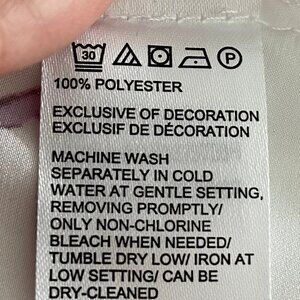 30 P
100% POLYESTER
EXCLUSIVE OF DECORATION
EXCLUSIF DE DÉCORATION
MACHINE WASH
SEPARATELY IN COLD
WATER AT GENTLE SETTING,
REMOVING PROMPTLY/
ONLY NON-CHLORINE
BLEACH WHEN NEEDED/
TUMBLE DRY LOW/ IRON AT
LOW SETTING/ CAN BE
DRY-CLEANED